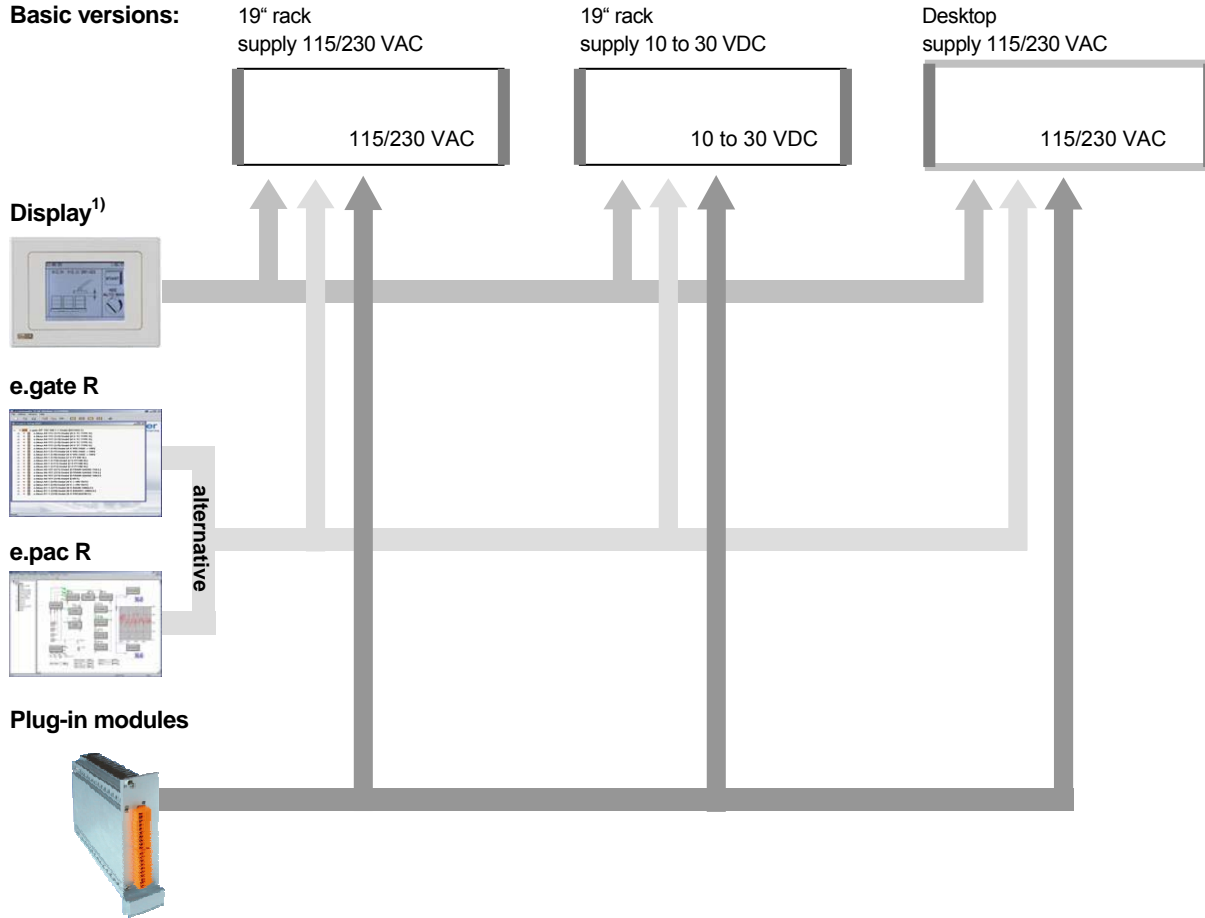 Basic versions:
19“ rack
supply 115/230 VAC
19“ rack
supply 10 to 30 VDC
Desktop
supply 115/230 VAC
115/230 VAC
10 to 30 VDC
115/230 VAC
Display1)
e.gate R
alternative
e.pac R
Plug-in modules